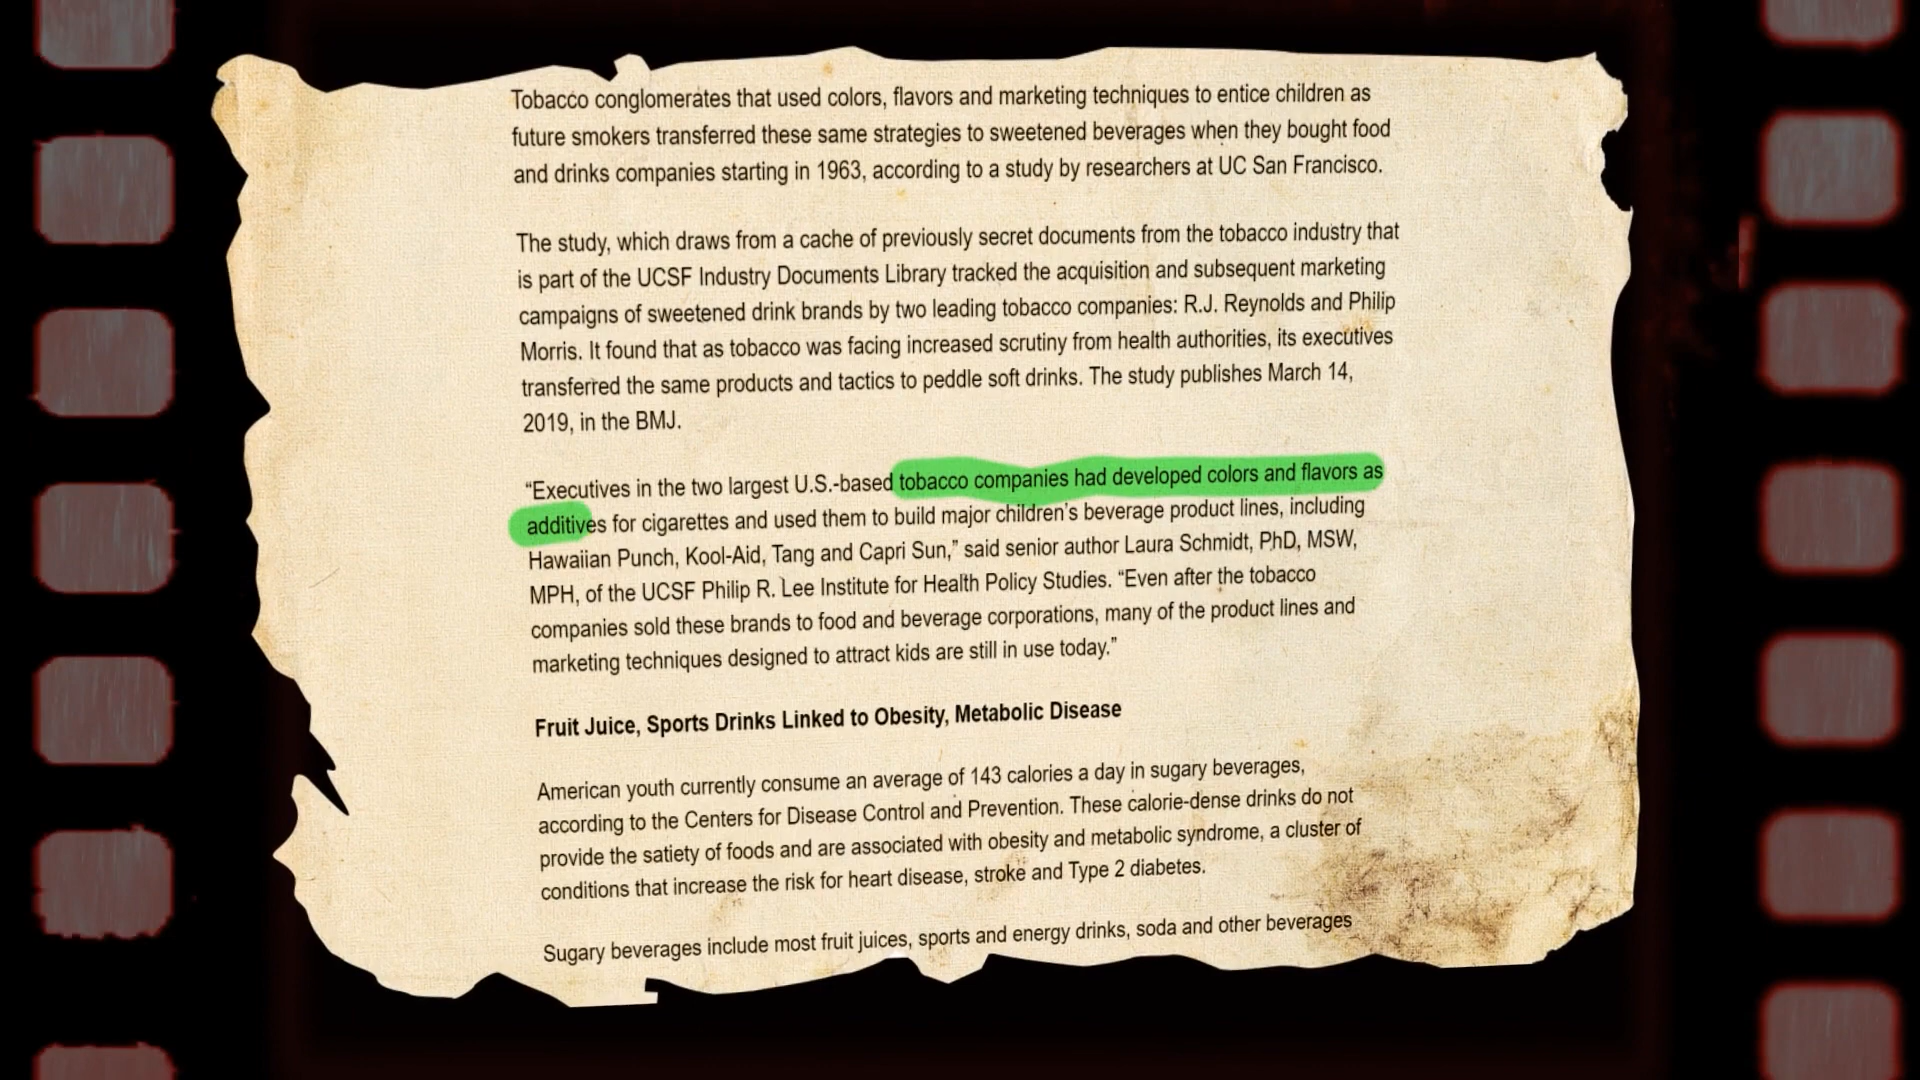 Tobacco conglomerates that used colors, flavors and marketing techniques to entice children as
future smokers transferred these same strategies to sweetened beverages when they bought food
and drinks companies starting in 1963, according to a study by researchers at UC San Francisco.
The study, which draws from a cache of previously secret documents from the tobacco industry that
is part of the UCSF Industry Documents Library tracked the acquisition and subsequent marketing
campaigns of sweetened drink brands by two leading tobacco companies: R.J. Reynolds and Philip
Morris. It found that as tobacco was facing increased scrutiny from health authorities, its executives
transferred the same products and tactics to peddle soft drinks. The study publishes March 14,
2019, in the BMJ.
“Executives in the two largest U.S.-based tobacco companies had developed colors and flavors as
additives for cigarettes and used them to build major children’s beverage product lines, including
Hawaiian Punch, Kool-Aid, Tang and Capri Sun,” said senior author Laura Schmidt, PhD, MSW,
MPH, of the UCSF Philip R. Lee Institute for Health Policy Studies. “Even after the tobacco
companies sold these brands to food and beverage corporations, many of the product lines and
marketing techniques designed to attract kids are still in use today.”
Fruit Juice, Sports Drinks Linked to Obesity, Metabolic Disease
American youth currently consume an average of 143 calories a day in sugary beverages,
according to the Centers for Disease Control and Prevention. These calorie-dense drinks do not
provide the satiety of foods and are associated with obesity and metabolic syndrome, a cluster of
conditions that increase the risk for heart disease, stroke and Type 2 diabetes.
Sugary beverages include most fruit juices, sports and energy drinks, soda and other beverages